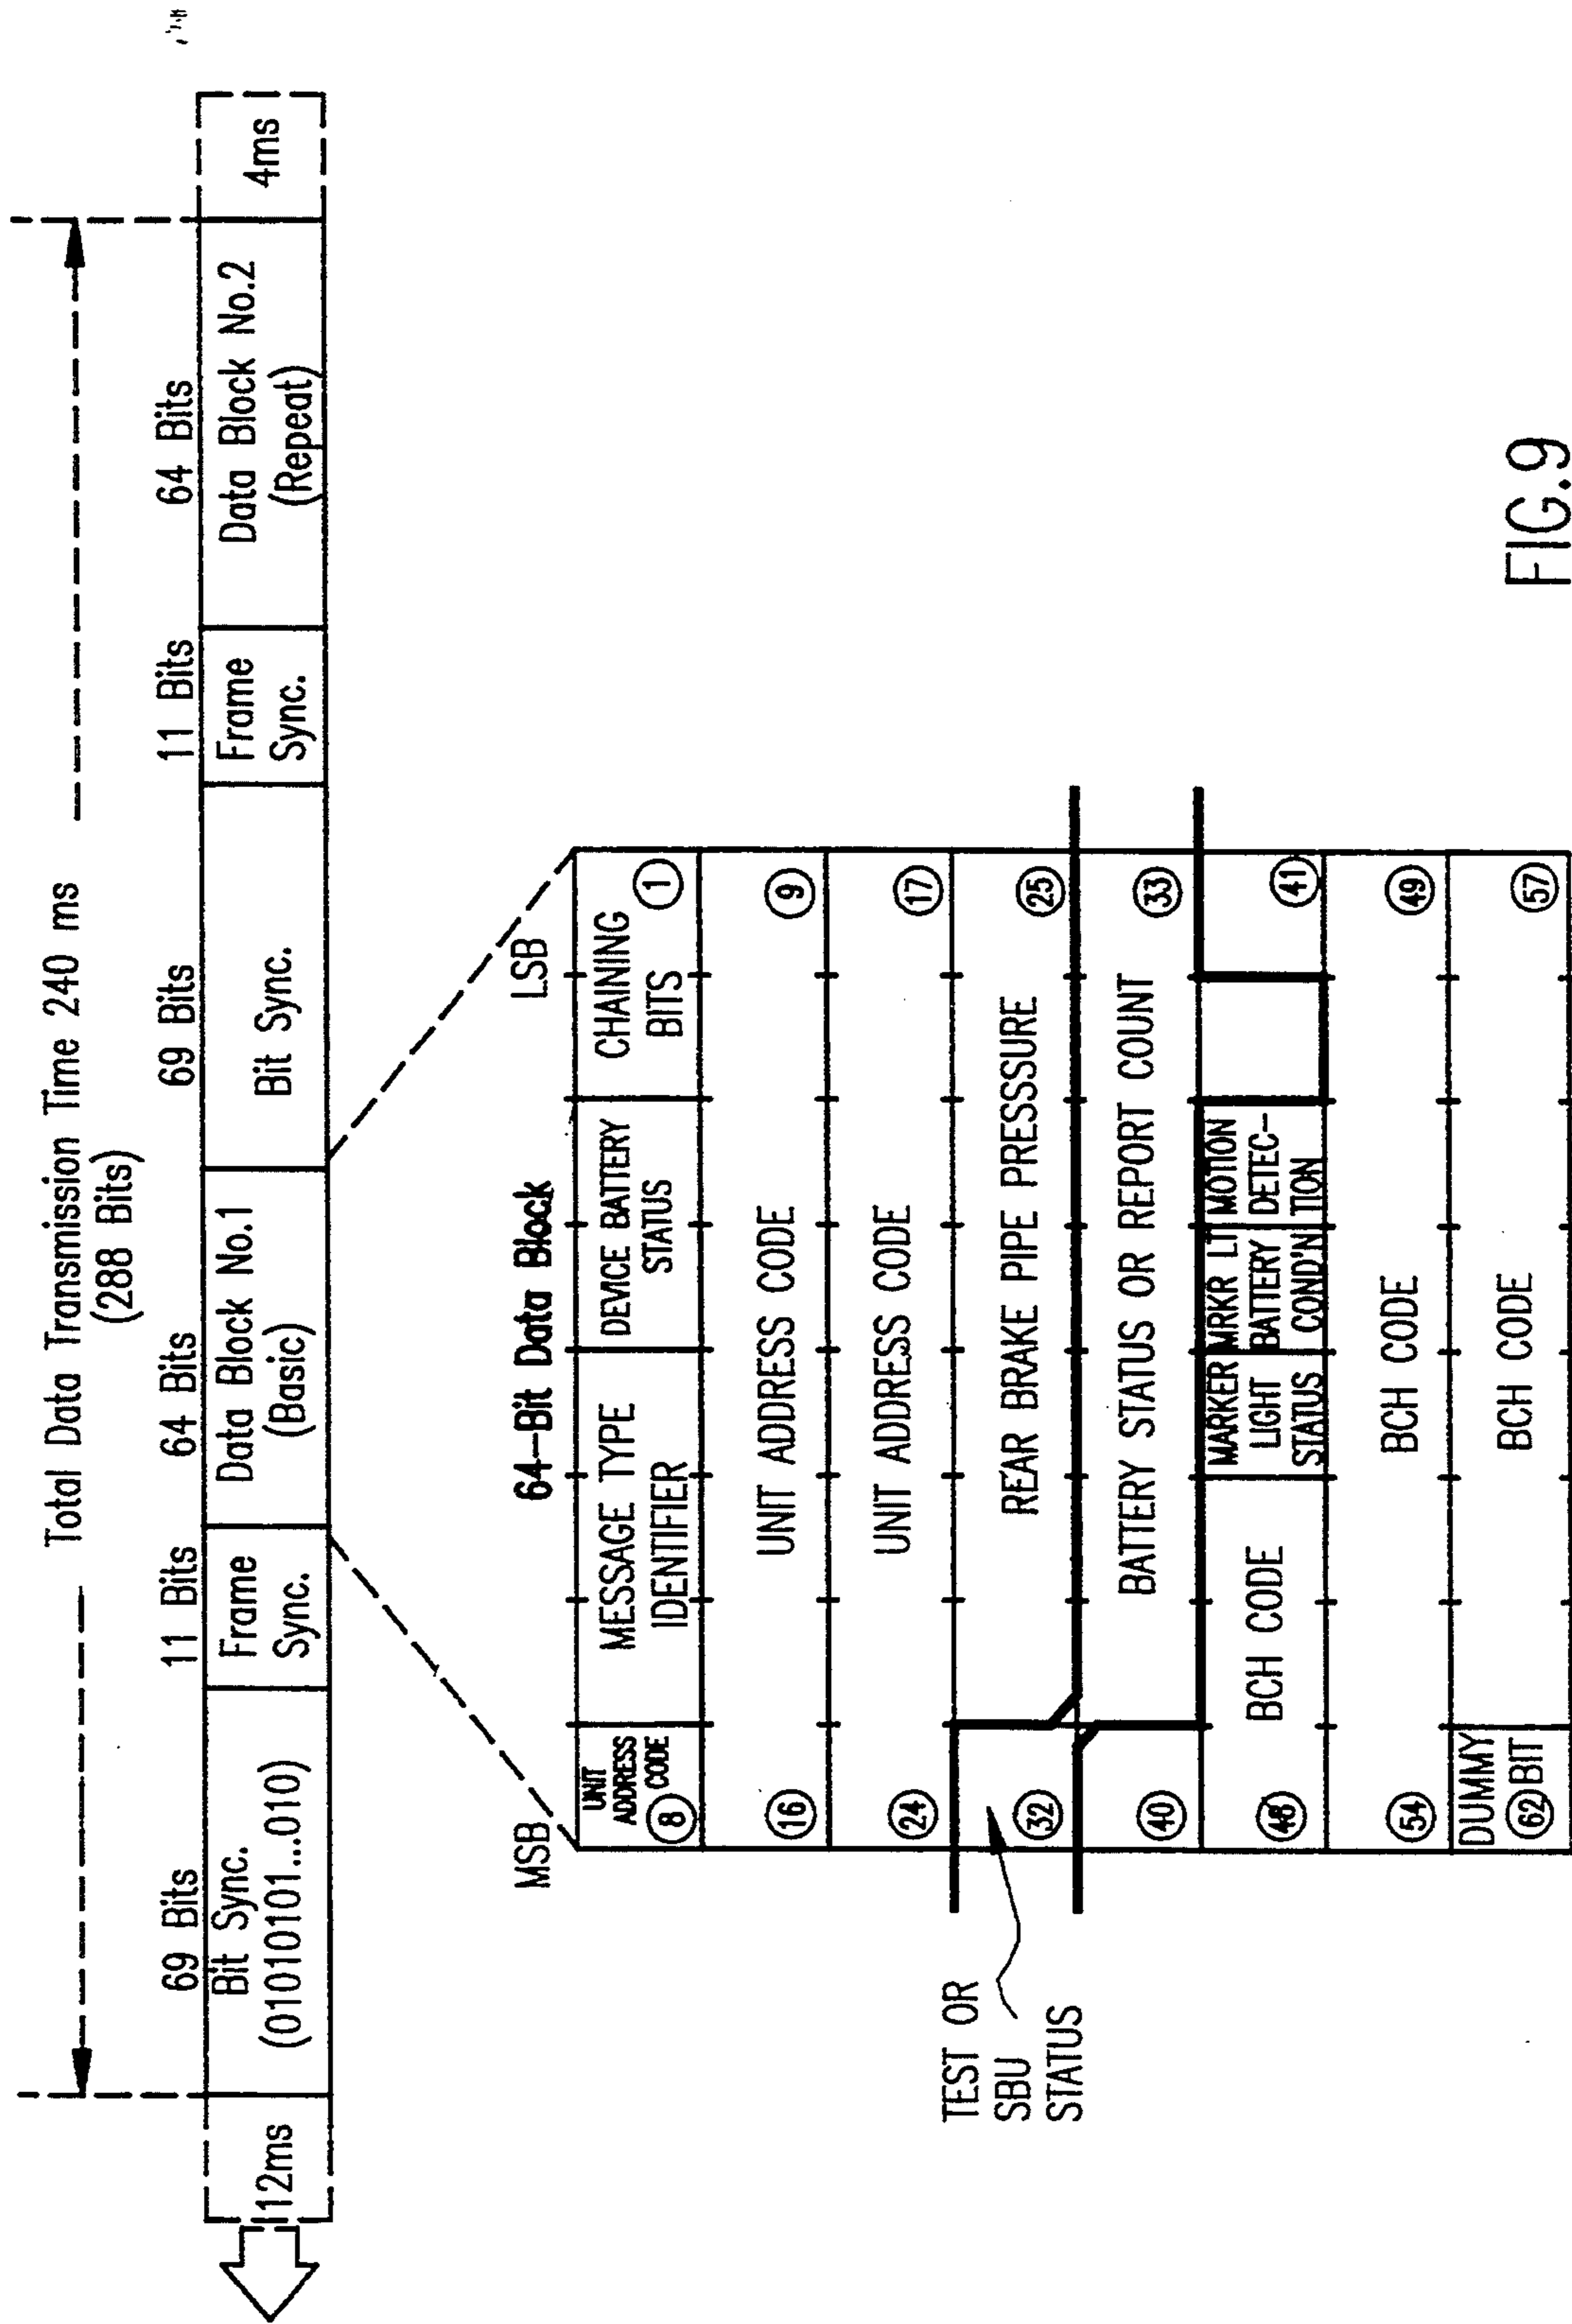 Total Data Transmission Time 240 ms
(288 Bits)
69 Bits
11 Bits
64 Bits
69 Bits
11 Bits
64 Bits
12ms
Bit Sync.
(01010101...010)
Frame
Sync.
Data Block No.1
(Basic)
Bit Sync.
Frame
Sync.
Data Block No.2
(Repeat)
4ms
64-Bit Data Block
MSB
LSB
UNIT
ADDRESS
CODE
8
MESSAGE TYPE
IDENTIFIER
DEVICE BATTERY
STATUS
CHAINING
BITS
1
16
UNIT ADDRESS CODE
9
24
UNIT ADDRESS CODE
17
TEST OR
SBU
STATUS
32
REAR BRAKE PIPE PRESSSURE
25
40
BATTERY STATUS OR REPORT COUNT
33
48
BCH CODE
MARKER
LIGHT
STATUS
MRKR LT
BATTERY
COND'N
MOTION
DETEC-
TION
41
54
BCH CODE
49
DUMMY
62 BIT
BCH CODE
57
FIG.9